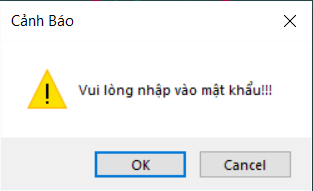 Cảnh Báo
Vui lòng nhập vào mật khẩu!!!
OK
Cancel